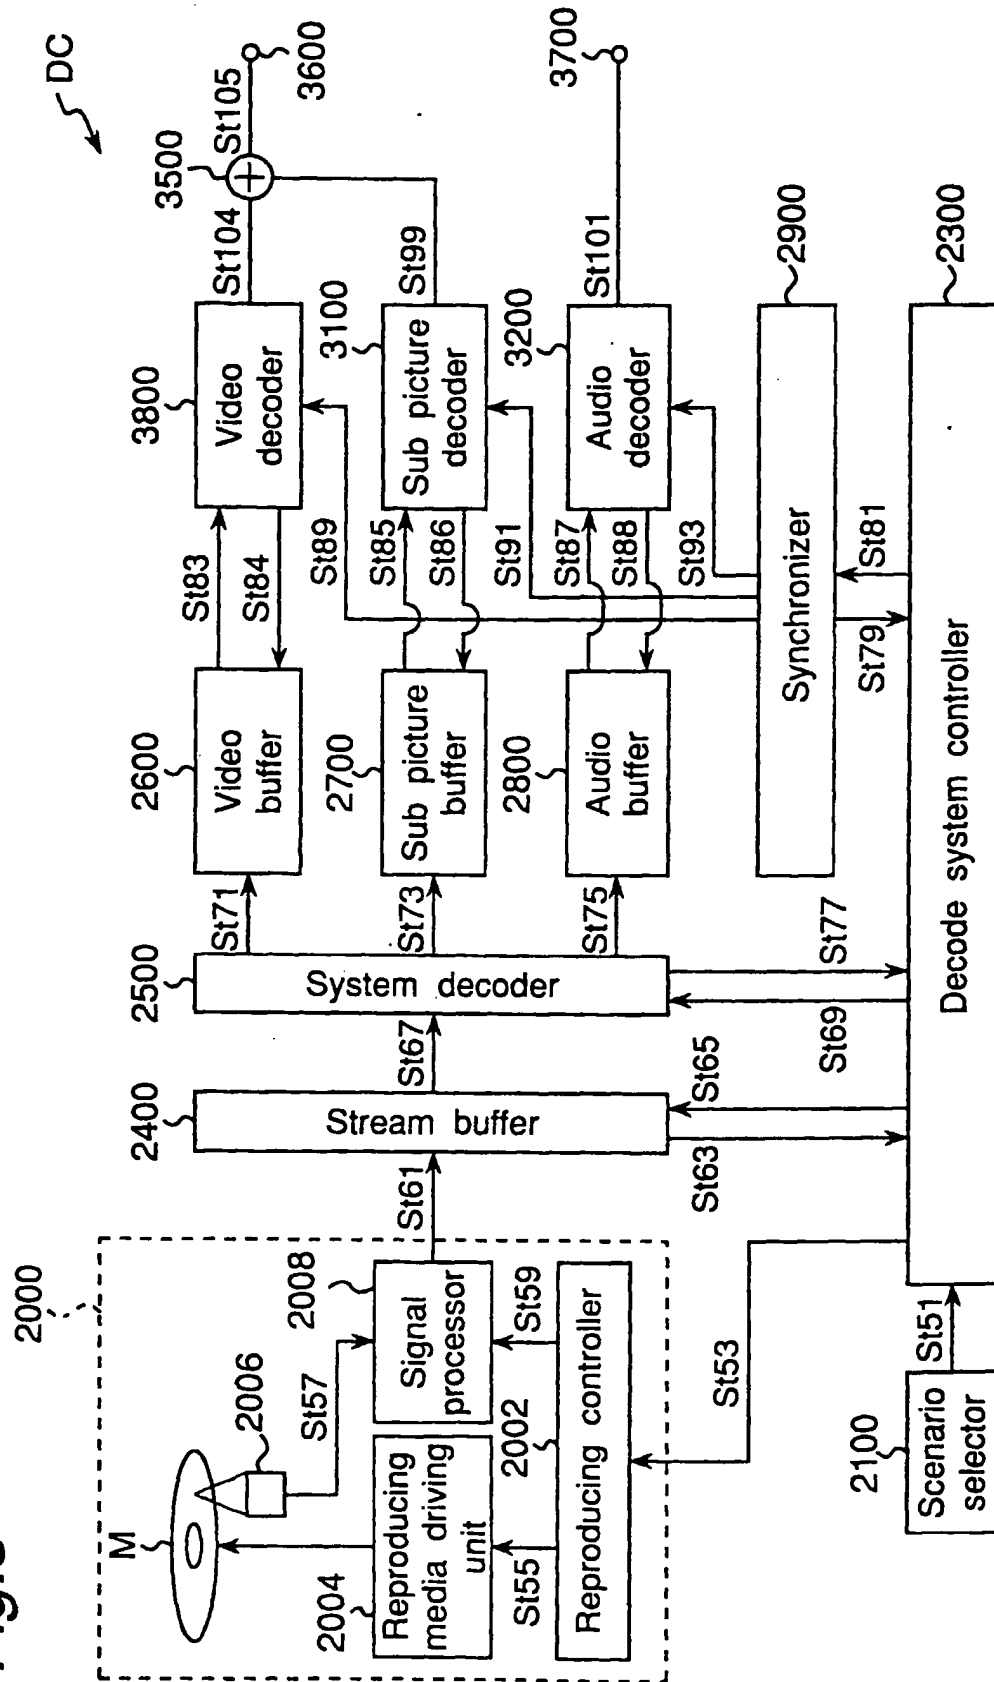 2000
DC
M
2006
St57
2004
Reproducing
media driving
unit
2008
Signal
processor
St55
St59
2002
Reproducing controller
St61
2400
Stream buffer
St67
2500
System decoder
St71
St73
St75
2600
Video
buffer
2700
Sub picture
buffer
2800
Audio
buffer
St83
St84
St89
St85
St86
St91
St87
St88
St93
3800
Video
decoder
3100
Sub picture
decoder
3200
Audio
decoder
St104
3500
St105
3600
St99
St101
3700
St53
St63
St65
St69
St77
2900
Synchronizer
St79
St81
2100
Scenario
selector
St51
2300
Decode system controller